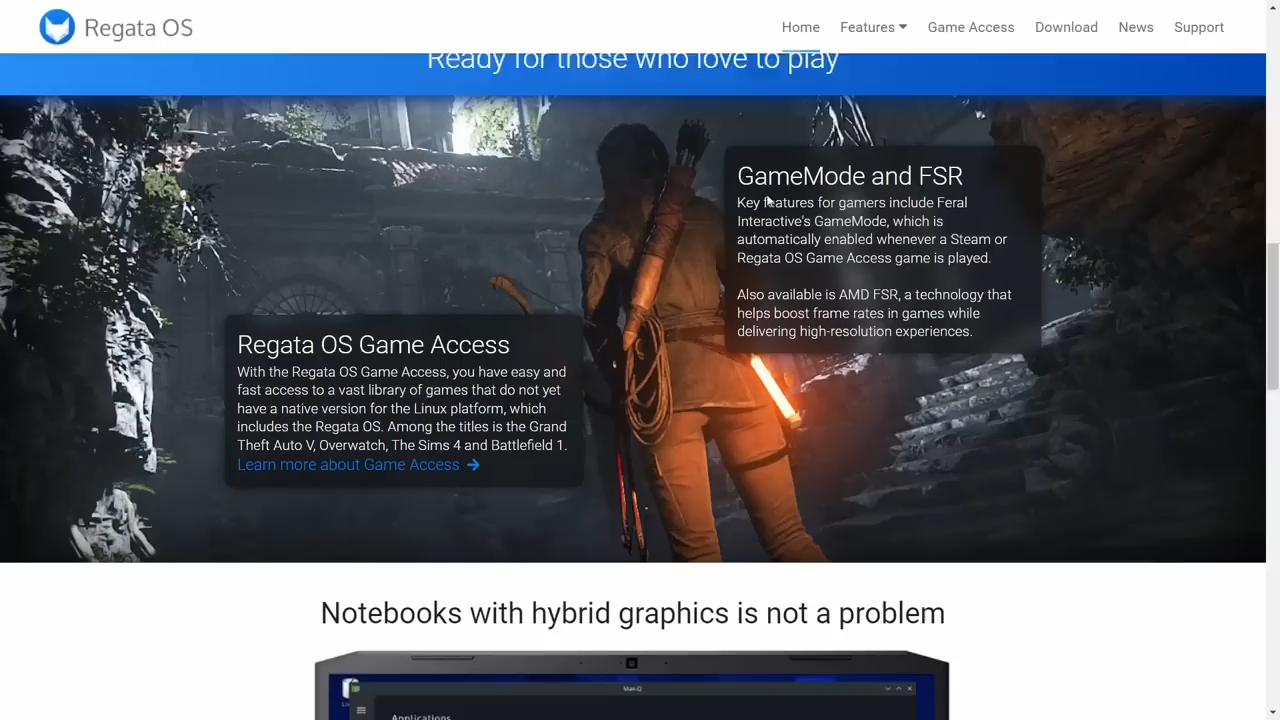 Regata OS
Home
Features
Game Access
Download
News
Support
Ready for those who love to play
GameMode and FSR
Key features for gamers include Feral
Interactive's GameMode, which is
automatically enabled whenever a Steam or
Regata OS Game Access game is played.
Also available is AMD FSR, a technology that
helps boost frame rates in games while
delivering high-resolution experiences.
Regata OS Game Access
With the Regata OS Game Access, you have easy and
fast access to a vast library of games that do not yet
have a native version for the Linux platform, which
includes the Regata OS. Among the titles is the Grand
Theft Auto V, Overwatch, The Sims 4 and Battlefield 1.
Learn more about Game Access
Notebooks with hybrid graphics is not a problem
Max-Q
Applications